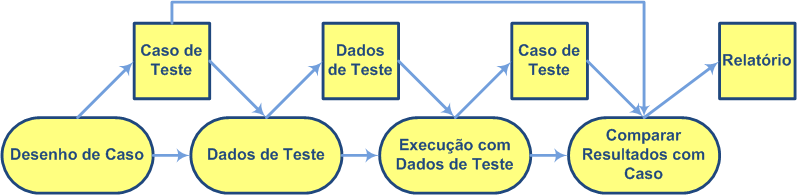 Caso de
Teste
Dados
de Teste
Caso de
Teste
Relatório
Desenho de Caso
Dados de Teste
Execução com
Dados de Teste
Comparar
Resultados com
Caso